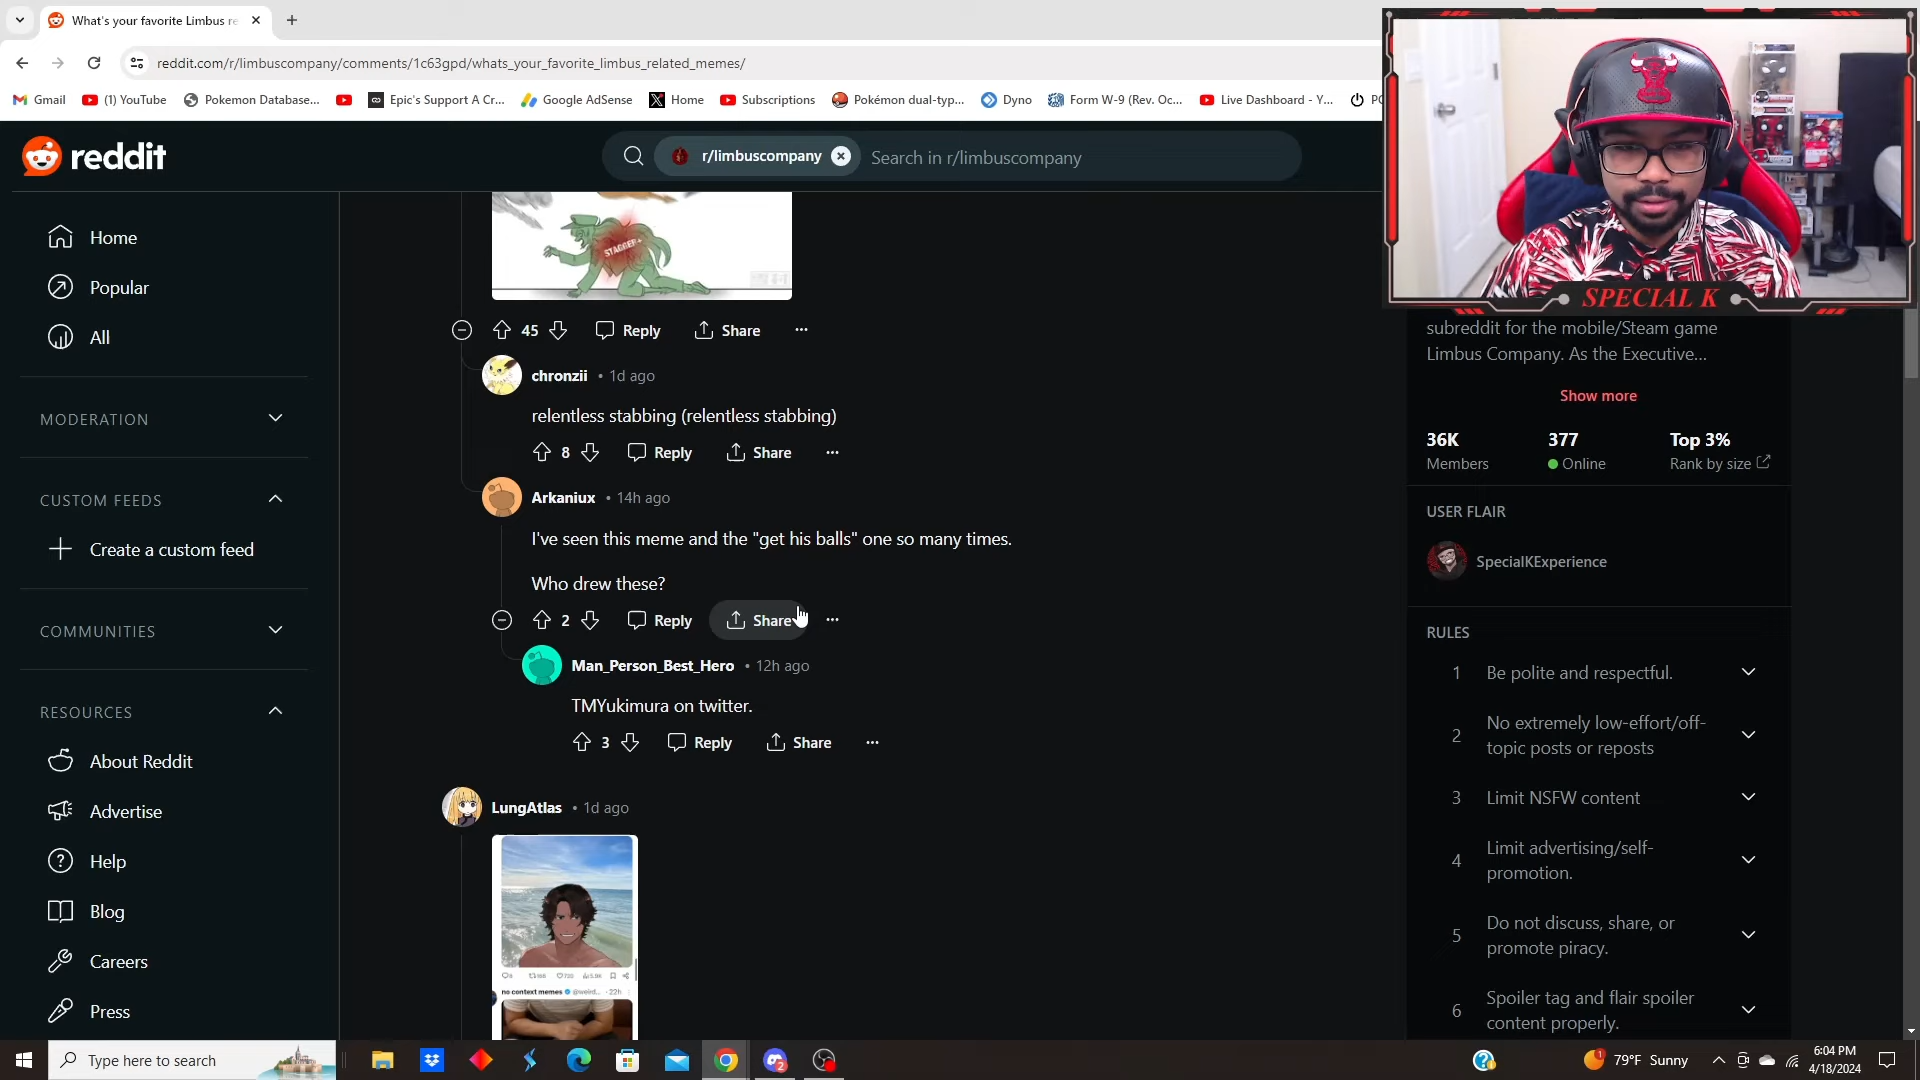 What's your favorite Limbus re
reddit.com/r/limbuscompany/comments/1c63gpd/whats_your_favorite_limbus_related_memes/
Gmail
(1) YouTube
Pokemon Database...
Epic's Support A Cr...
Google AdSense
Home
Subscriptions
Pokémon dual-typ...
Dyno
Form W-9 (Rev. Oc...
Live Dashboard - Y...
SPECIAL K
reddit
r/limbuscompany
Search in r/limbuscompany
Home
Popular
All
MODERATION
CUSTOM FEEDS
Create a custom feed
COMMUNITIES
RESOURCES
About Reddit
Advertise
Help
Blog
Careers
Press
STAGGER+
45 Reply Share
chronzii • 1d ago
relentless stabbing (relentless stabbing)
8 Reply Share
Arkaniux • 14h ago
I've seen this meme and the "get his balls" one so many times.
Who drew these?
2 Reply Share
Man_Person_Best_Hero • 12h ago
TMYukimura on twitter.
3 Reply Share
LungAtlas • 1d ago
no context memes @weird... · 22h
subreddit for the mobile/Steam game
Limbus Company. As the Executive...
Show more
36K 377 Top 3%
Members Online Rank by size
USER FLAIR
SpecialKExperience
RULES
1 Be polite and respectful.
2 No extremely low-effort/off-
topic posts or reposts
3 Limit NSFW content
4 Limit advertising/self-
promotion.
5 Do not discuss, share, or
promote piracy.
6 Spoiler tag and flair spoiler
content properly.
Type here to search
79°F Sunny
6:04 PM
4/18/2024